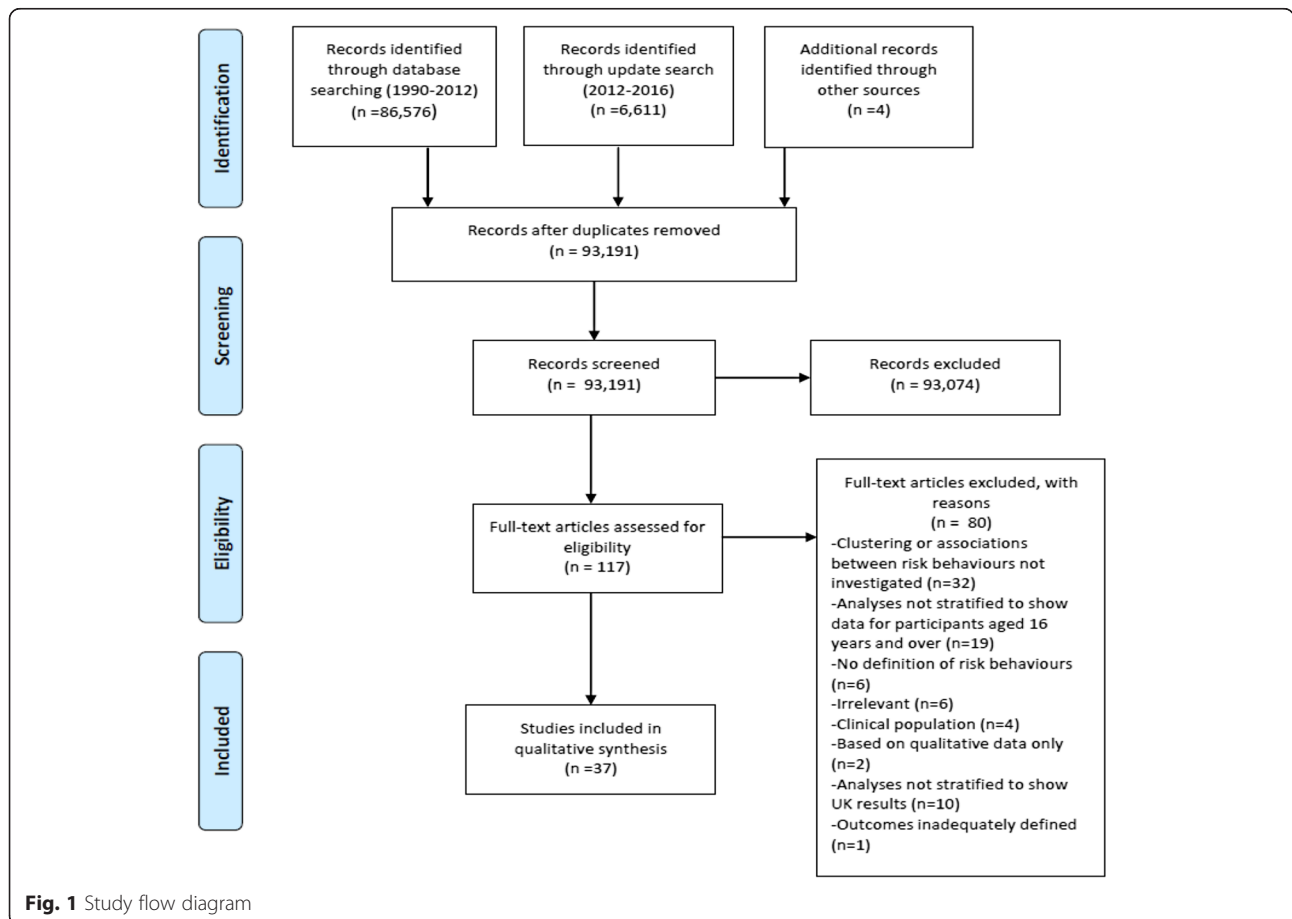 Identification
Records identified
through database
searching (1990-2012)
(n =86,576)
Records identified
through update search
(2012-2016)
(n =6,611)
Additional records
identified through
other sources
(n =4)
Records after duplicates removed
(n = 93,191)
Screening
Records screened
(n = 93,191)
Records excluded
(n = 93,074)
Eligibility
Full-text articles assessed for
eligibility
(n = 117)
Full-text articles excluded, with
reasons
(n = 80)
-Clustering or associations
between risk behaviours not
investigated (n=32)
-Analyses not stratified to show
data for participants aged 16
years and over (n=19)
-No definition of risk behaviours
(n=6)
-Irrelevant (n=6)
-Clinical population (n=4)
-Based on qualitative data only
(n=2)
-Analyses not stratified to show
UK results (n=10)
-Outcomes inadequately defined
(n=1)
Included
Studies included in
qualitative synthesis
(n =37)
Fig. 1 Study flow diagram